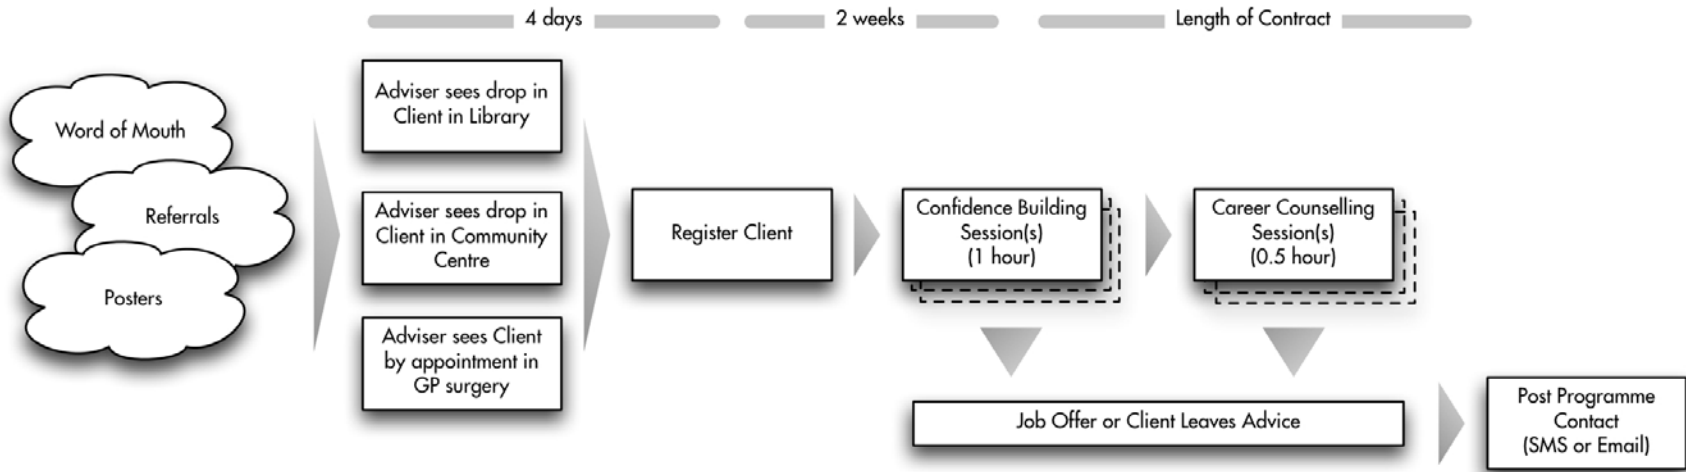 4 days
2 weeks
Length of Contract
Word of Mouth
Referrals
Posters
Adviser sees drop in
Client in Library
Adviser sees drop in
Client in Community
Centre
Adviser sees Client
by appointment in
GP surgery
Register Client
Confidence Building
Session(s)
(1 hour)
Career Counselling
Session(s)
(0.5 hour)
Job Offer or Client Leaves Advice
Post Programme
Contact
(SMS or Email)